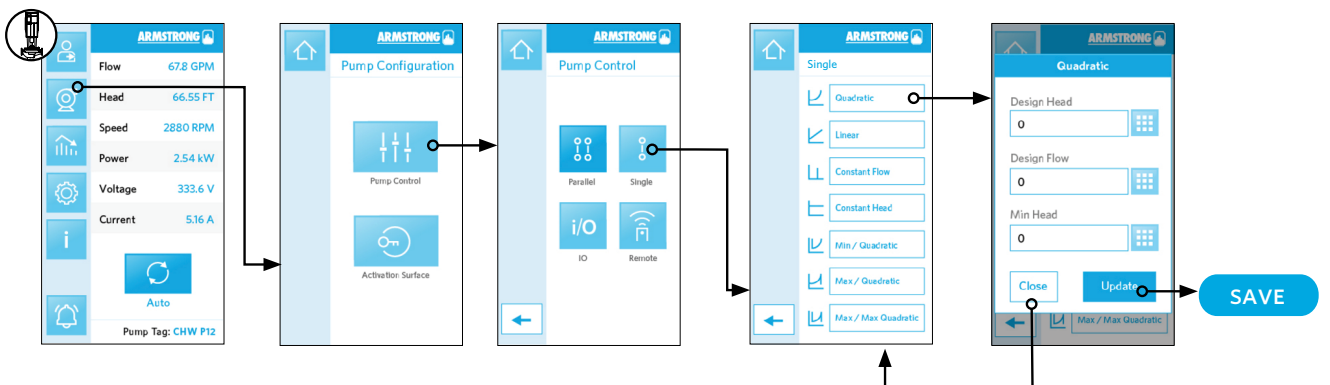 ARMSTRONG
Flow 67.8 GPM
Head 66.55 FT
Speed 2880 RPM
Power 2.54 kW
Voltage 333.6 V
Current 5.16 A
i
Auto
Pump Tag: CHW P12
ARMSTRONG
Pump Configuration
Pump Control
Activation Surface
ARMSTRONG
Pump Control
Parallel Single
i/O
IO Remote
ARMSTRONG
Single
Quadratic
Linear
Constant Flow
Constant Head
Min / Quadratic
Max / Quadratic
Max / Max Quadratic
ARMSTRONG
Quadratic
Design Head
0
Design Flow
0
Min Head
0
Close Update
Max / Max Quadratic
SAVE